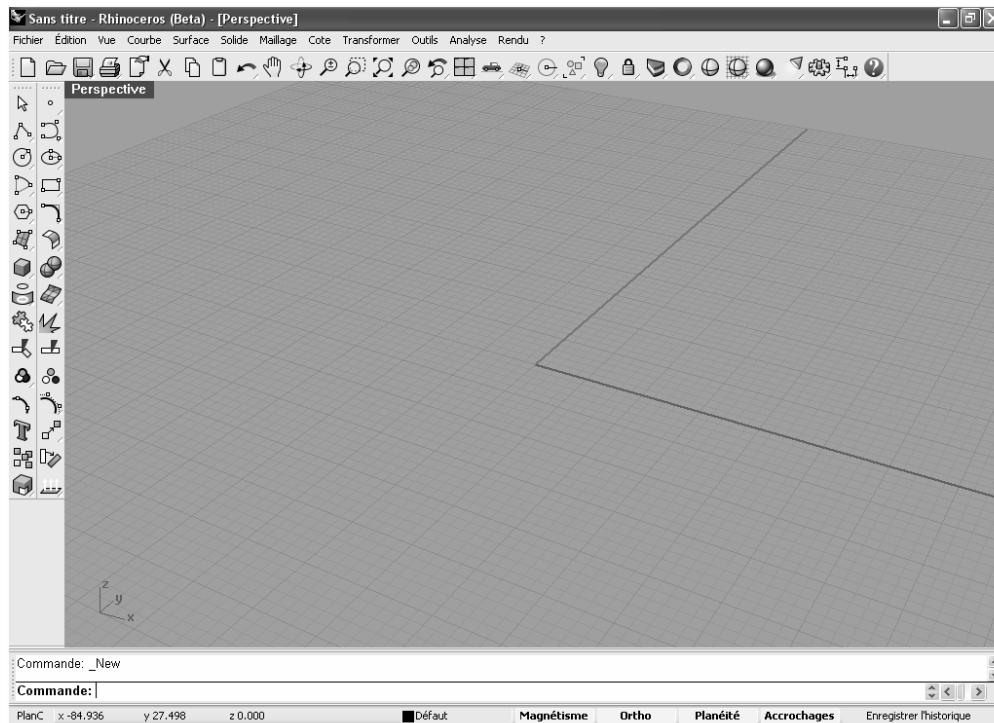 Sans titre - Rhinoceros (Beta) - [Perspective]
Fichier Édition Vue Courbe Surface Solide Maillage Cote Transformer Outils Analyse Rendu ?
Perspective
z
y
x
Commande: _New
Commande:
PlanC x -84.936 y 27.498 z 0.000 Défaut Magnétisme Ortho Planéité Accrochages Enregistrer l'historique